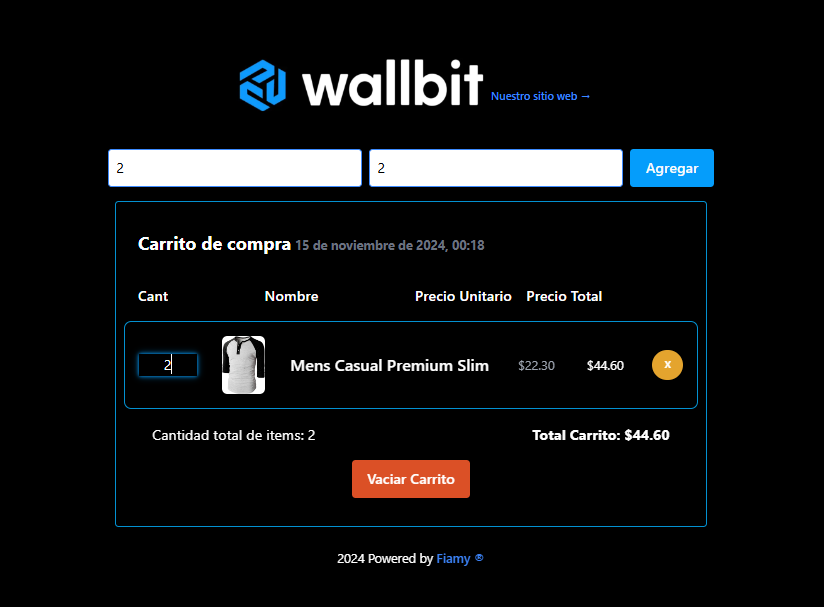 wallbit Nuestro sitio web →
2 2 Agregar
Carrito de compra 15 de noviembre de 2024, 00:18
Cant Nombre Precio Unitario Precio Total
2 Mens Casual Premium Slim $22.30 $44.60 x
Cantidad total de items: 2 Total Carrito: $44.60
Vaciar Carrito
2024 Powered by Fiamy ®